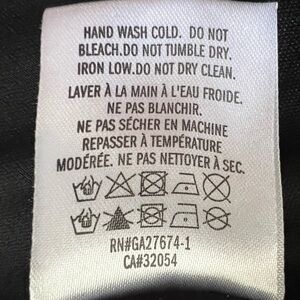 HAND WASH COLD. DO NOT
BLEACH.DO NOT TUMBLE DRY.
IRON LOW.DO NOT DRY CLEAN.
LAVER À LA MAIN À L'EAU FROIDE.
NE PAS BLANCHIR.
NE PAS SÉCHER EN MACHINE
REPASSER À TEMPÉRATURE
MODÉRÉE. NE PAS NETTOYER À SEC.
RN#GA27674-1
CA#32054